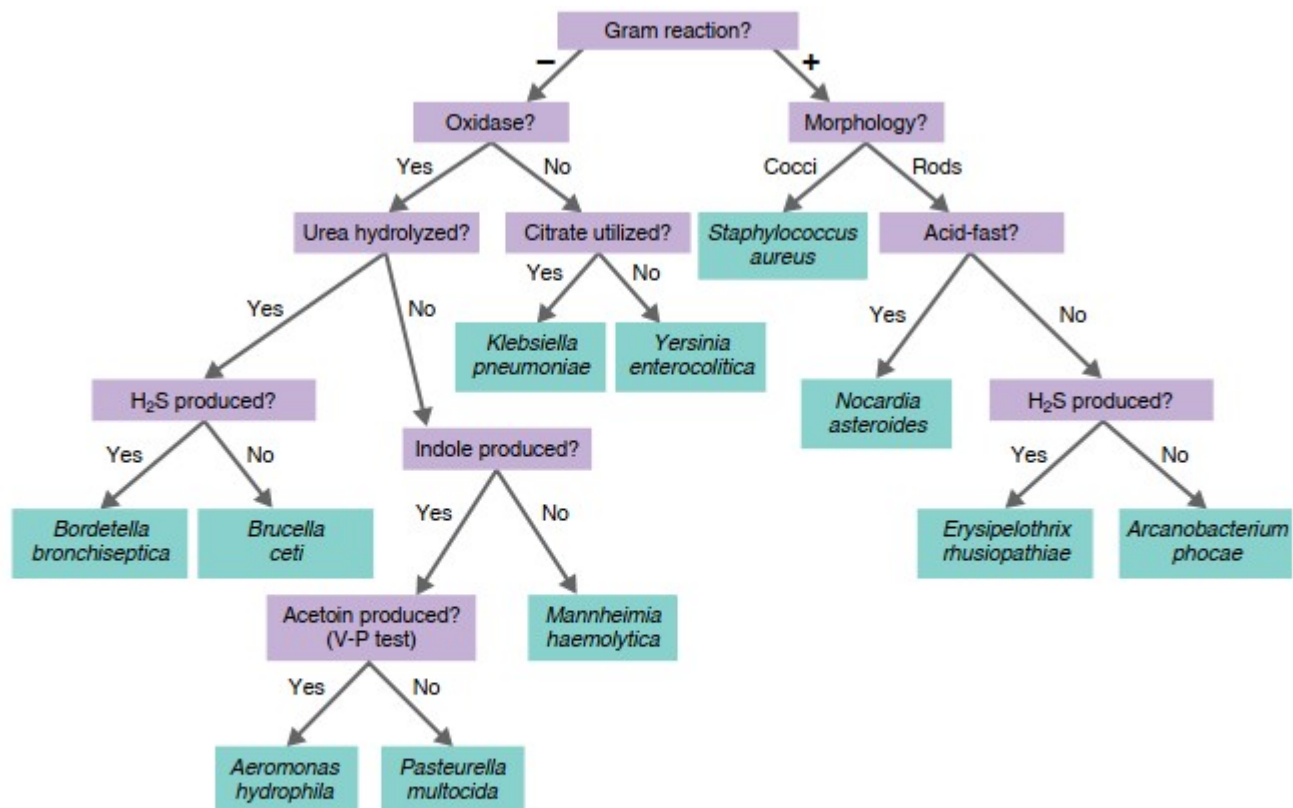 Gram reaction?
−
+
Oxidase?
Morphology?
Yes
No
Cocci
Rods
Urea hydrolyzed?
Citrate utilized?
Staphylococcus
aureus
Acid-fast?
Yes
No
Yes
No
Yes
No
Klebsiella
pneumoniae
Yersinia
enterocolitica
H₂S produced?
Nocardia
asteroides
H₂S produced?
Yes
No
Indole produced?
Yes
No
Bordetella
bronchiseptica
Brucella
ceti
Yes
No
Erysipelothrix
rhusiopathiae
Arcanobacterium
phocae
Acetoin produced?
(V-P test)
Mannheimia
haemolytica
Yes
No
Aeromonas
hydrophila
Pasteurella
multocida